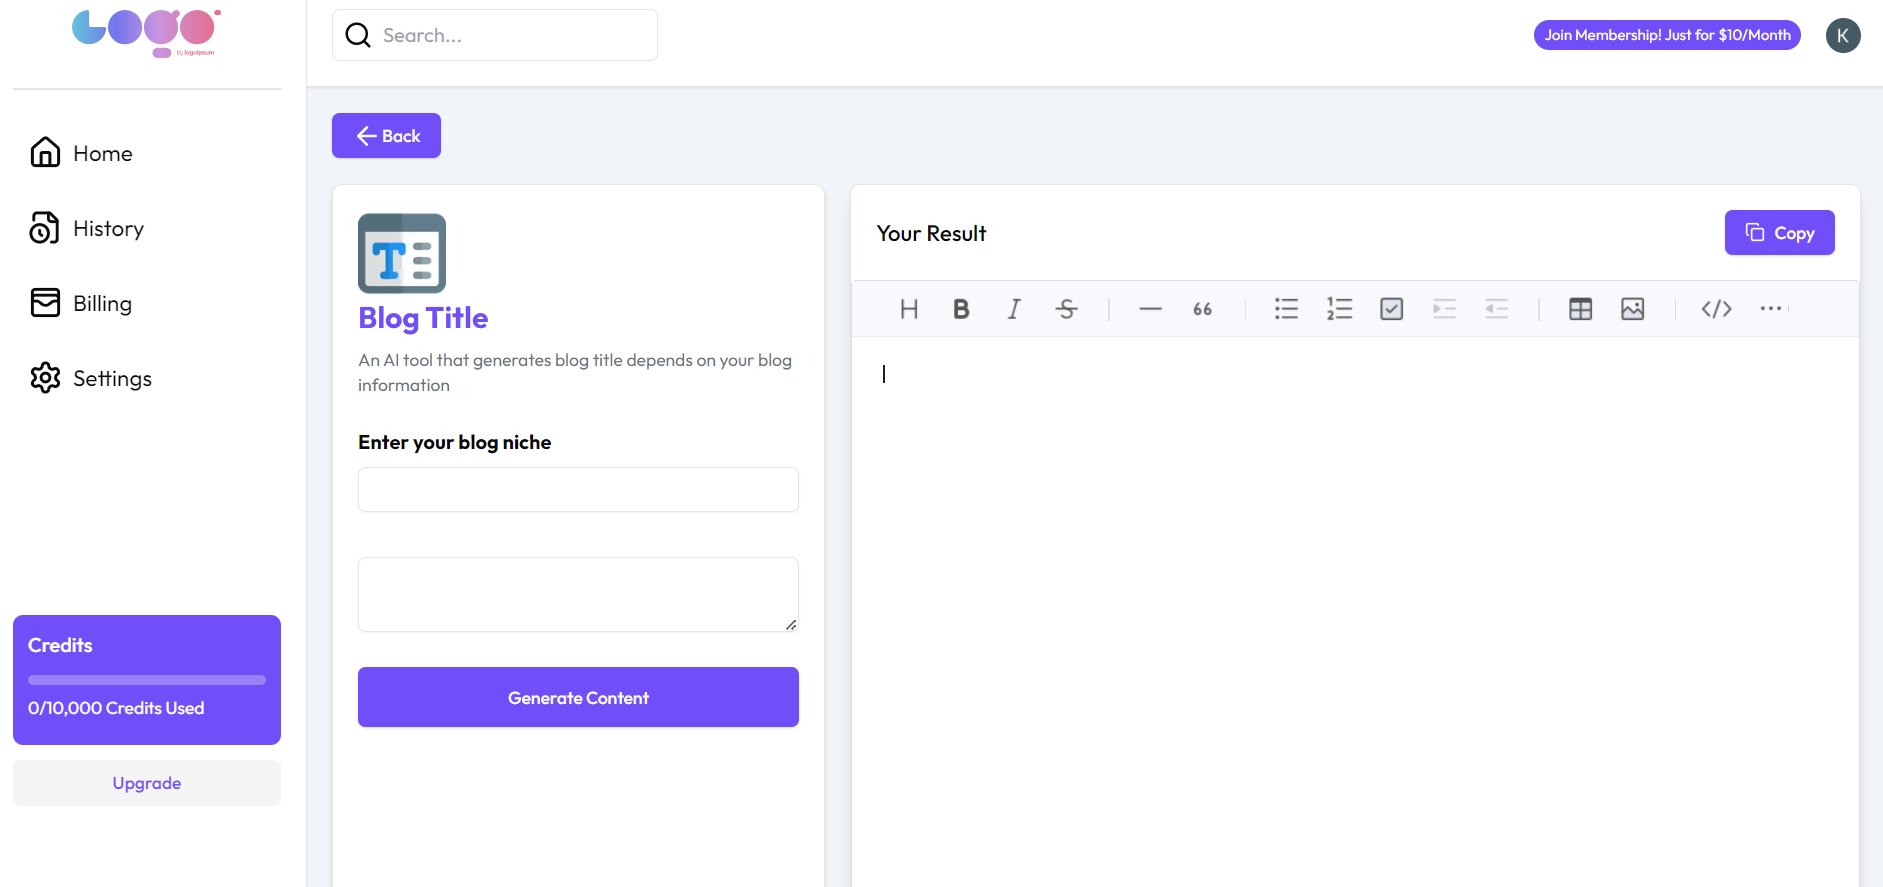 LOGO
by logoipsum
Search...
Join Membership! Just for $10/Month
K
Home
History
Billing
Settings
Credits
0/10,000 Credits Used
Upgrade
Back
Blog Title
An AI tool that generates blog title depends on your blog
information
Enter your blog niche
Generate Content
Your Result
Copy